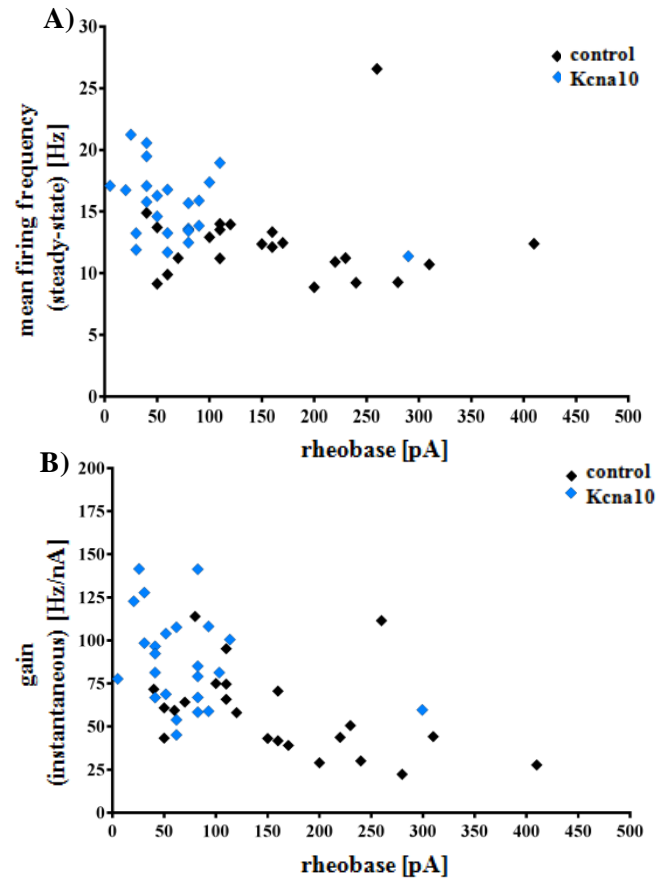 A)
30
25
20
15
10
5
0
mean firing frequency
(steady-state) [Hz]
control
Kcna10
0 50 100 150 200 250 300 350 400 450 500
rheobase [pA]
B)
200
175
150
125
100
75
50
25
0
gain
(instantaneous) [Hz/nA]
control
Kcna10
0 50 100 150 200 250 300 350 400 450 500
rheobase [pA]